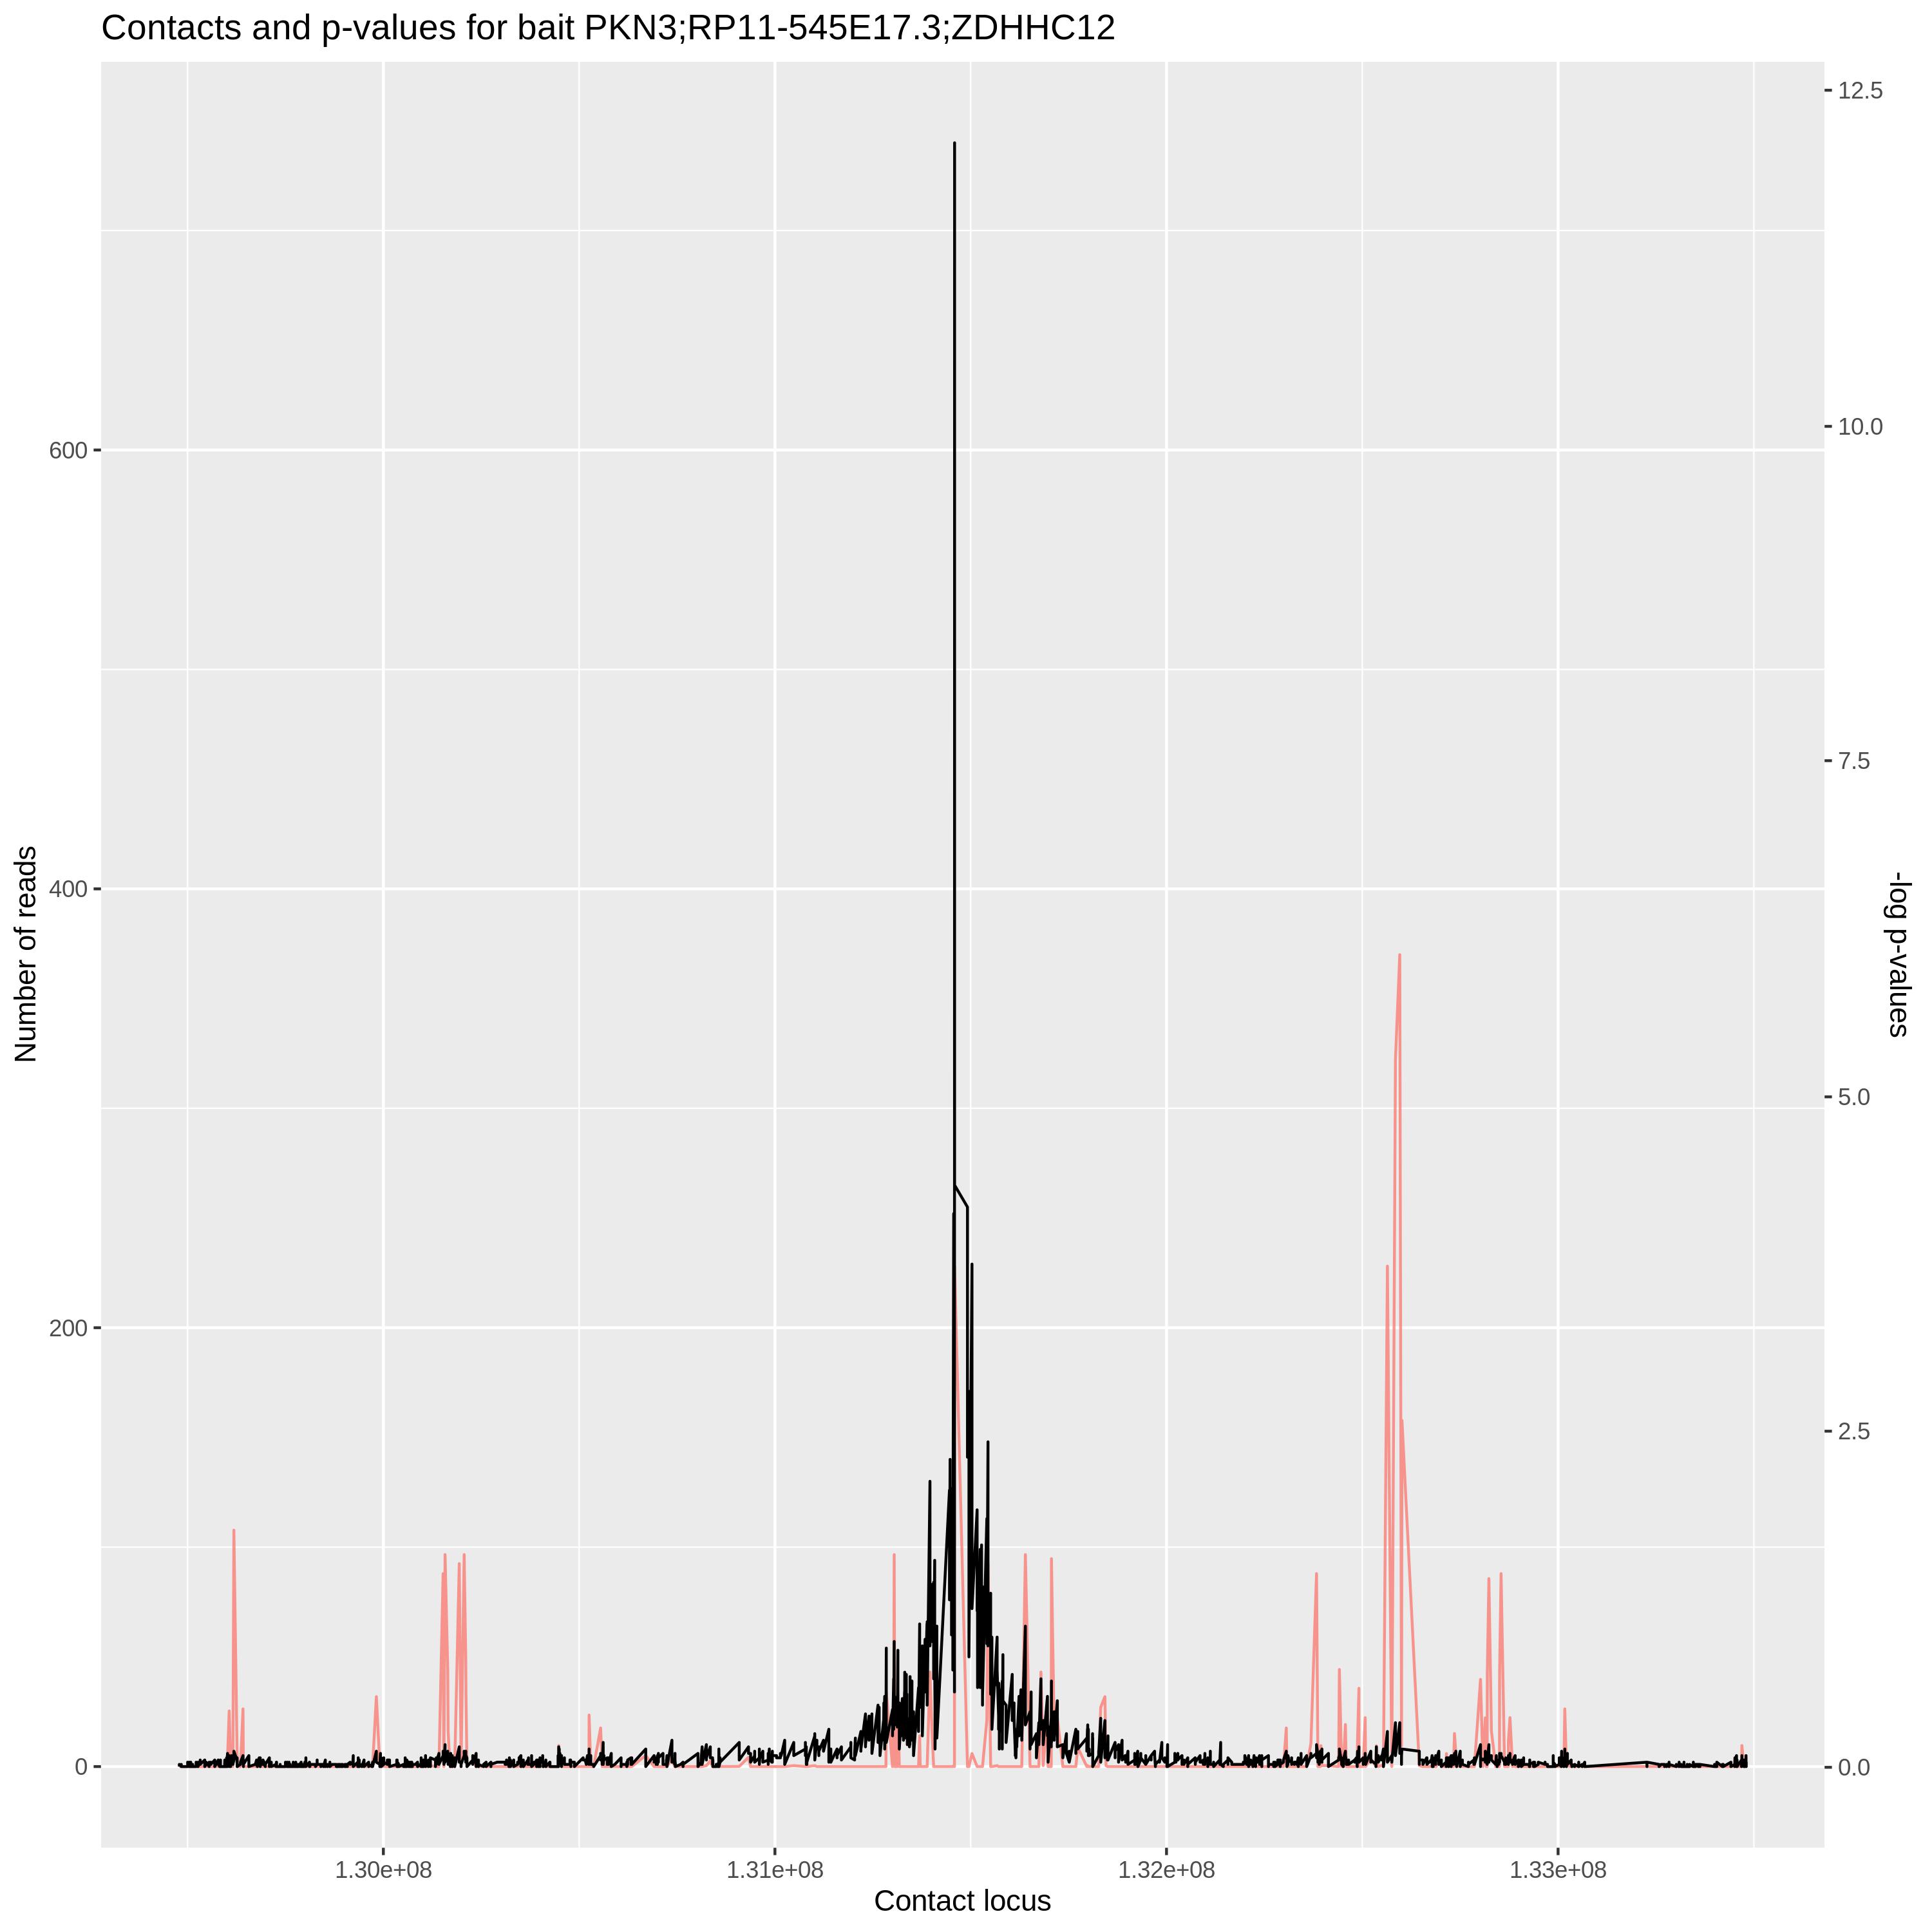 Contacts and p-values for bait PKN3;RP11-545E17.3;ZDHHC12
12.5
10.0
7.5
5.0
2.5
0.0
-log p-values
600
400
200
0
Number of reads
1.30e+08
1.31e+08
1.32e+08
1.33e+08
Contact locus